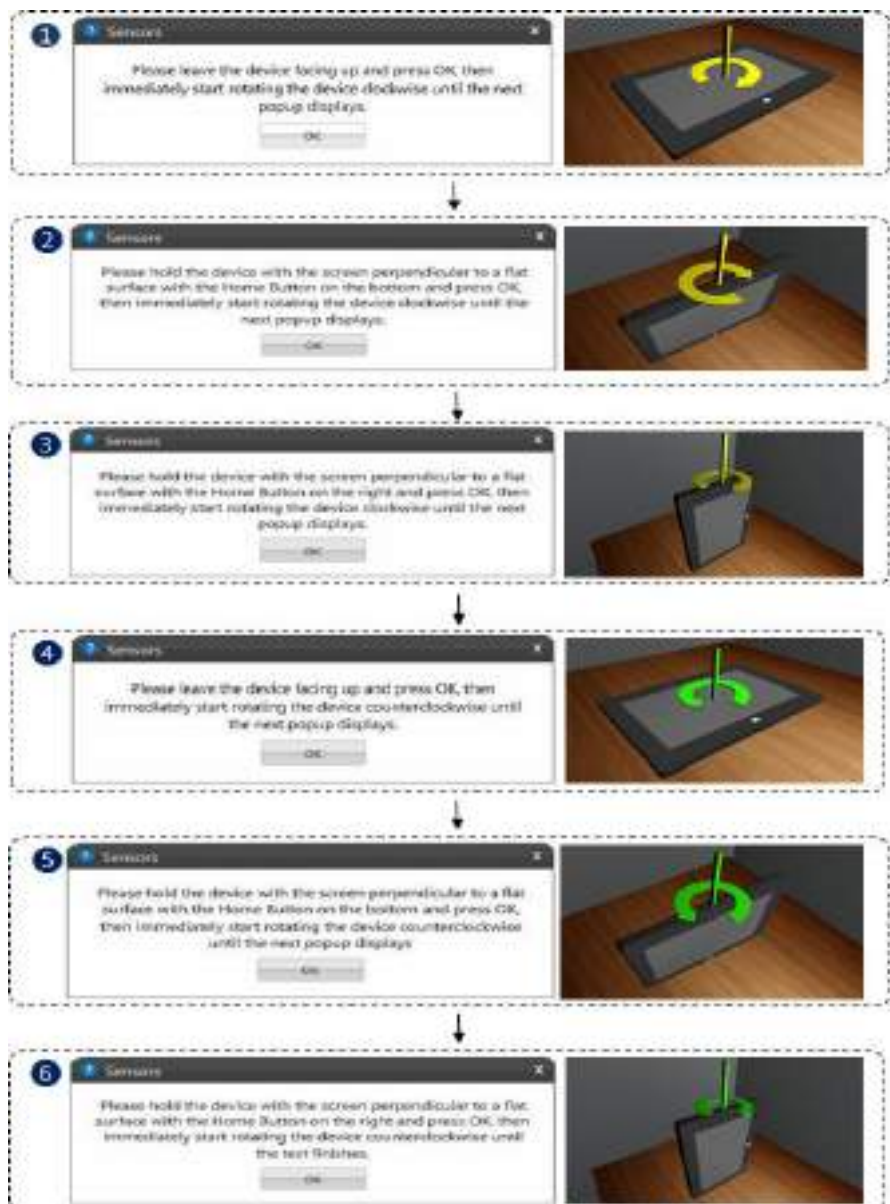 1
? Sensors x
Please leave the device facing up and press OK, then
immediately start rotating the device clockwise until the next
popup displays.
OK
2
? Sensors x
Please hold the device with the screen perpendicular to a flat
surface with the Home Button on the bottom and press OK,
then immediately start rotating the device clockwise until the
next popup displays.
OK
3
? Sensors x
Please hold the device with the screen perpendicular to a flat
surface with the Home Button on the right and press OK, then
immediately start rotating the device clockwise until the next
popup displays.
OK
4
? Sensors x
Please leave the device facing up and press OK, then
immediately start rotating the device counterclockwise until
the next popup displays.
OK
5
? Sensors x
Please hold the device with the screen perpendicular to a flat
surface with the Home Button on the bottom and press OK,
then immediately start rotating the device counterclockwise
until the next popup displays
OK
6
? Sensors x
Please hold the device with the screen perpendicular to a flat
surface with the Home Button on the right and press OK, then
immediately start rotating the device counterclockwise until
the test finishes.
OK